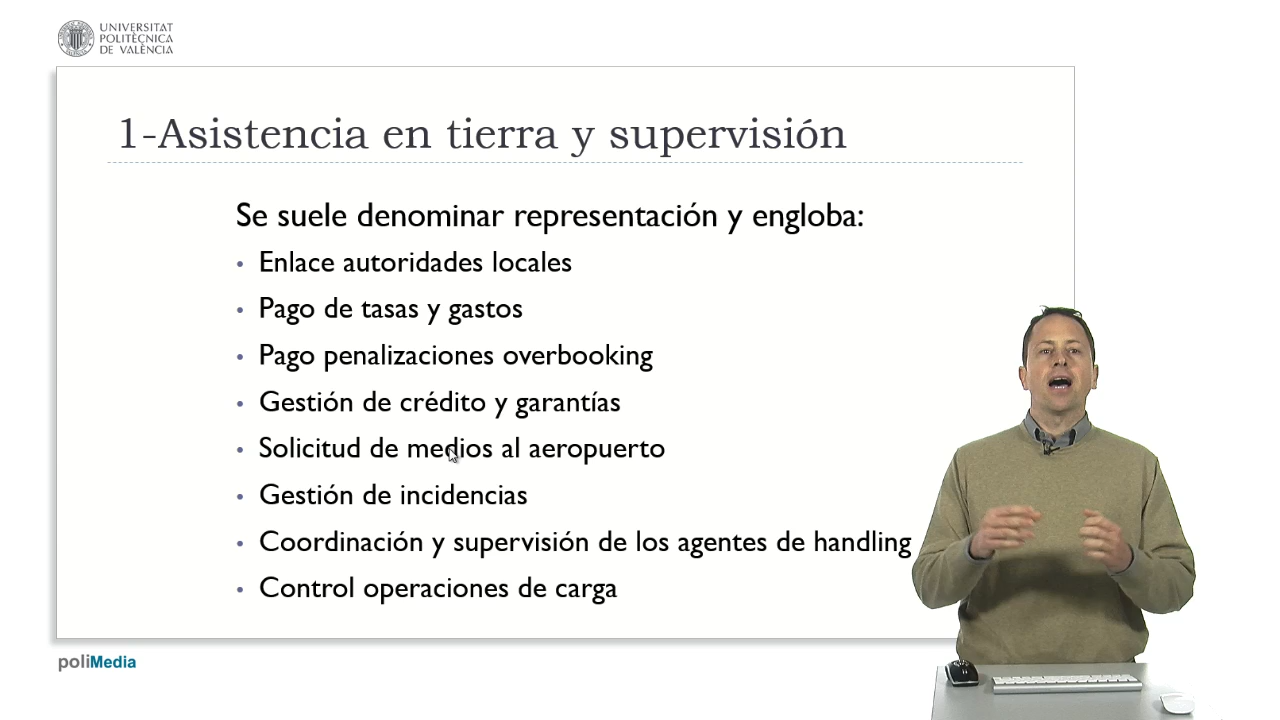 UNIVERSITAT
POLITÈCNICA
DE VALÈNCIA
1-Asistencia en tierra y supervisión
Se suele denominar representación y engloba:
• Enlace autoridades locales
• Pago de tasas y gastos
• Pago penalizaciones overbooking
• Gestión de crédito y garantías
• Solicitud de medios al aeropuerto
• Gestión de incidencias
• Coordinación y supervisión de los agentes de handling
• Control operaciones de carga
poliMedia